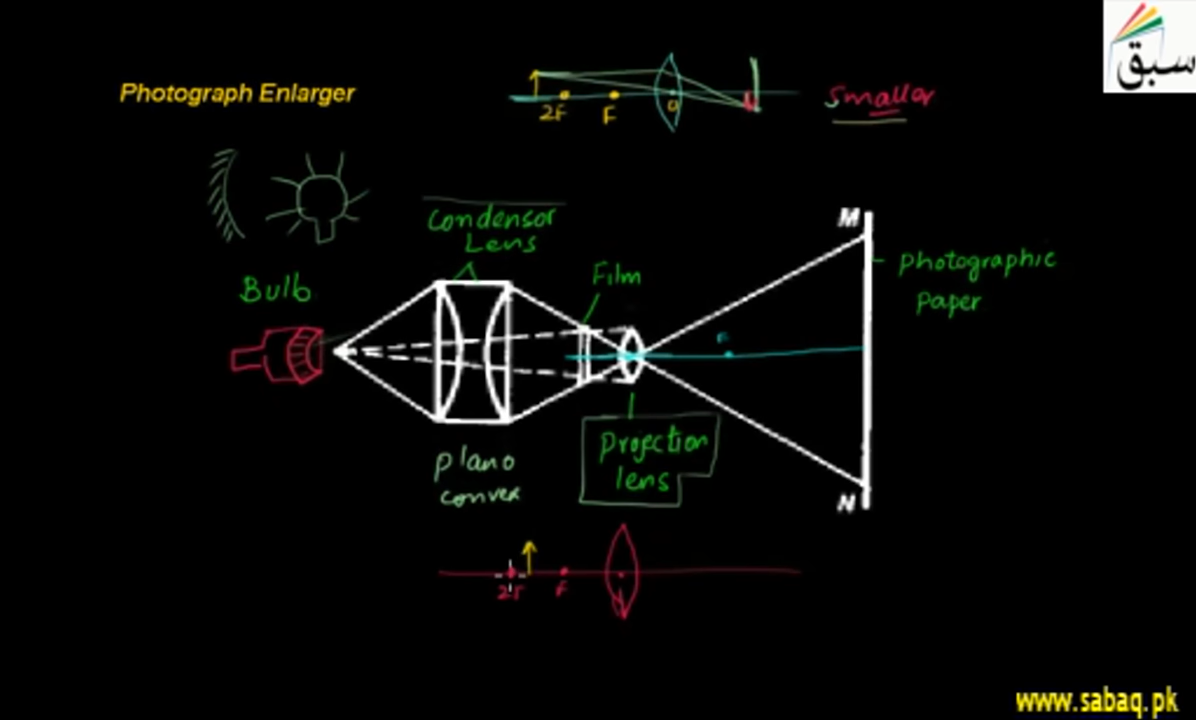 سبق
Photograph Enlarger
2F F O
Smaller
Condensor
Lens
M
Bulb
Film
Photographic
Paper
Projection
lens
plano
convex
N
2F F
www.sabaq.pk